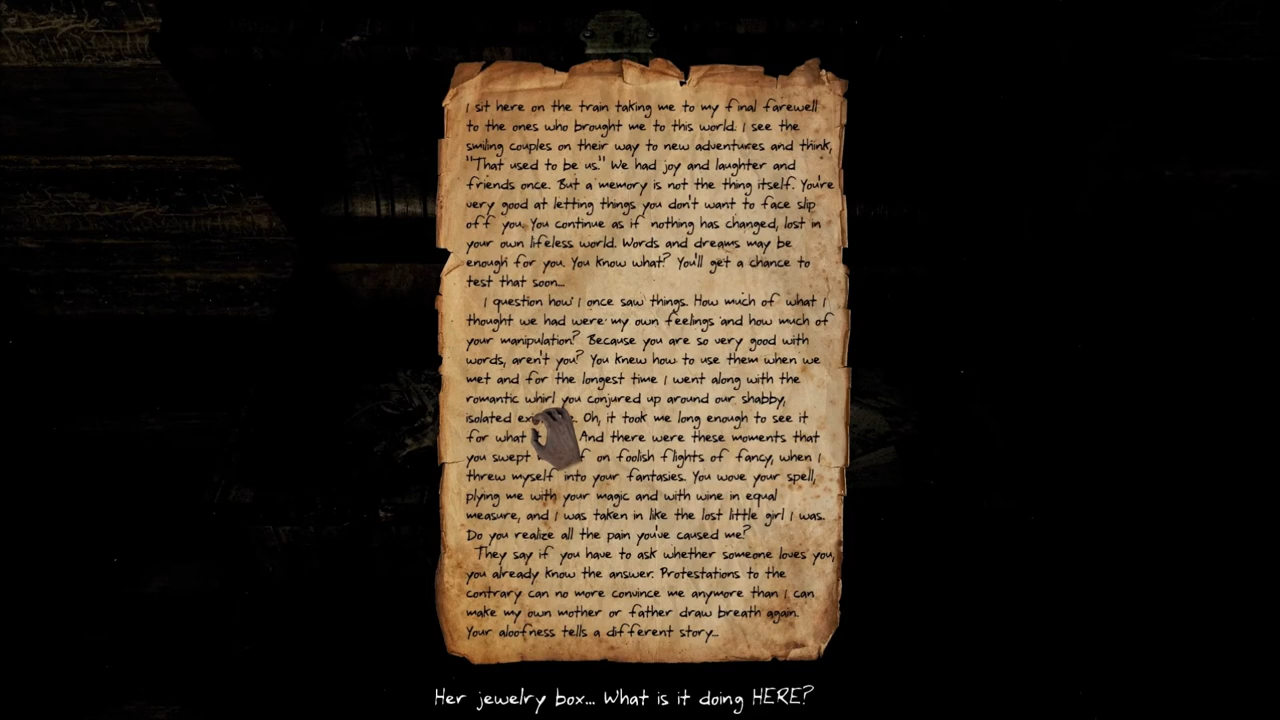 I sit here on the train taking me to my final farewell
to the ones who brought me to this world. I see the
smiling couples on their way to new adventures and think,
"That used to be us." We had joy and laughter and
friends once. But a memory is not the thing itself. You're
very good at letting things you don't want to face slip
off you. You continue as if nothing has changed, lost in
your own lifeless world. Words and dreams may be
enough for you. You know what? You'll get a chance to
test that soon...
I question how I once saw things. How much of what I
thought we had were my own feelings and how much of
your manipulation? Because you are so very good with
words, aren't you? You knew how to use them when we
met and for the longest time I went along with the
romantic whirl you conjured up around our shabby,
isolated Oh, it took me long enough to see it
for what And there were these moments that
you swept on foolish flights of fancy, when I
threw myself into your fantasies. You wove your spell,
plying me with your magic and with wine in equal
measure, and I was taken in like the lost little girl I was.
Do you realize all the pain you've caused me?
They say if you have to ask whether someone loves you,
you already know the answer. Protestations to the
contrary can no more convince me anymore than I can
make my own mother or father draw breath again.
Your aloofness tells a different story...
Her jewelry box... What is it doing HERE?